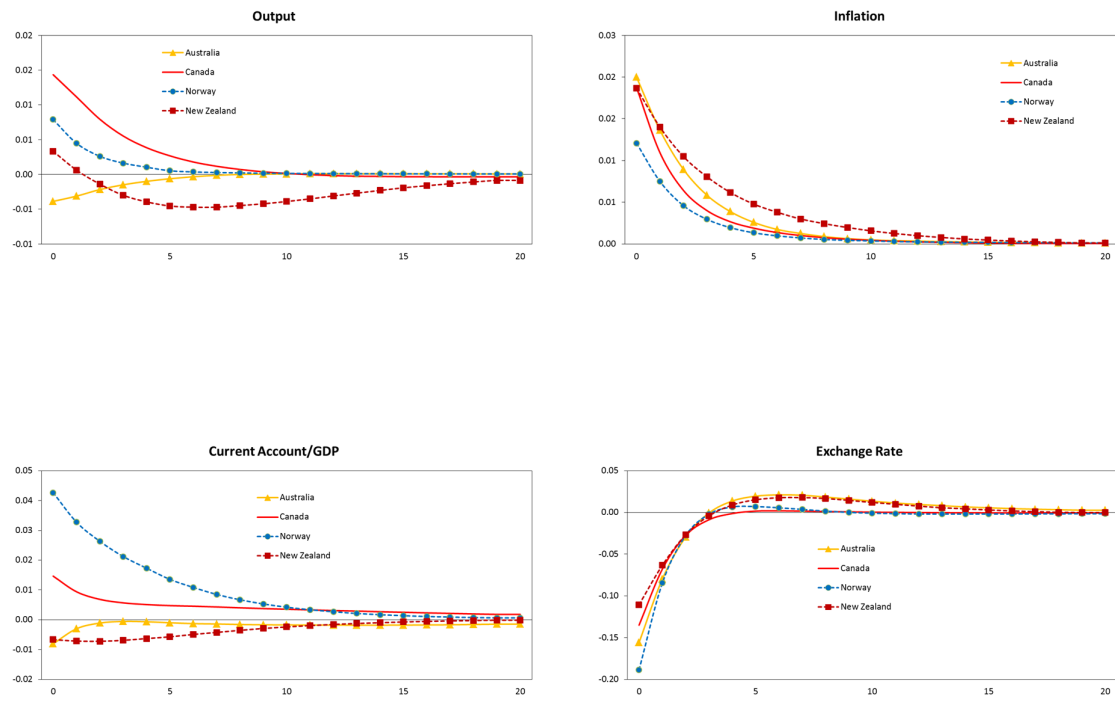 Output
0.02
0.02
0.01
0.01
0.00
-0.01
-0.01
0 5 10 15 20
Australia
Canada
Norway
New Zealand
Inflation
0.03
0.02
0.02
0.01
0.01
0.00
0 5 10 15 20
Australia
Canada
Norway
New Zealand
Current Account/GDP
0.05
0.04
0.03
0.02
0.01
0.00
-0.01
-0.02
0 5 10 15 20
Australia
Canada
Norway
New Zealand
Exchange Rate
0.05
0.00
-0.05
-0.10
-0.15
-0.20
0 5 10 15 20
Australia
Canada
Norway
New Zealand